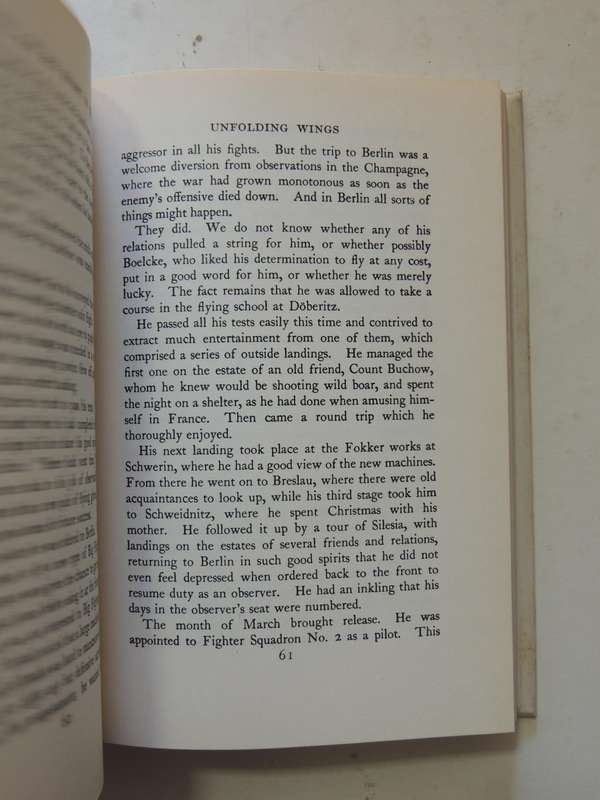 UNFOLDING WINGS
aggressor in all his fights. But the trip to Berlin was a
welcome diversion from observations in the Champagne,
where the war had grown monotonous as soon as the
enemy's offensive died down. And in Berlin all sorts of
things might happen.
They did. We do not know whether any of his
relations pulled a string for him, or whether possibly
Boelcke, who liked his determination to fly at any cost,
put in a good word for him, or whether he was merely
lucky. The fact remains that he was allowed to take a
course in the flying school at Döberitz.
He passed all his tests easily this time and contrived to
extract much entertainment from one of them, which
comprised a series of outside landings. He managed the
first one on the estate of an old friend, Count Buchow,
whom he knew would be shooting wild boar, and spent
the night on a shelter, as he had done when amusing him-
self in France. Then came a round trip which he
thoroughly enjoyed.
His next landing took place at the Fokker works at
Schwerin, where he had a good view of the new machines.
From there he went on to Breslau, where there were old
acquaintances to look up, while his third stage took him
to Schweidnitz, where he spent Christmas with his
mother. He followed it up by a tour of Silesia, with
landings on the estates of several friends and relations,
returning to Berlin in such good spirits that he did not
even feel depressed when ordered back to the front to
resume duty as an observer. He had an inkling that his
days in the observer's seat were numbered.
The month of March brought release. He was
appointed to Fighter Squadron No. 2 as a pilot. This
61